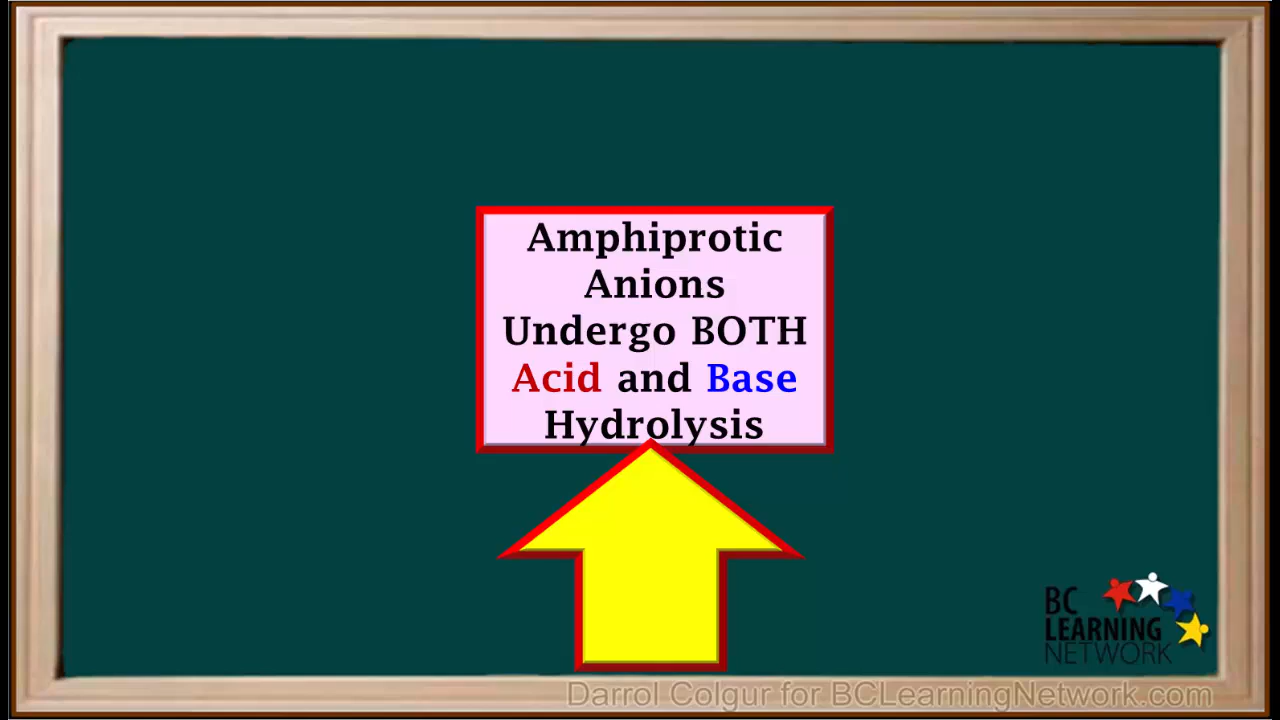 Amphiprotic
Anions
Undergo BOTH
Acid and Base
Hydrolysis
BC
LEARNING
NETWORK
Darrol Colgur for BCLearningNetwork.com